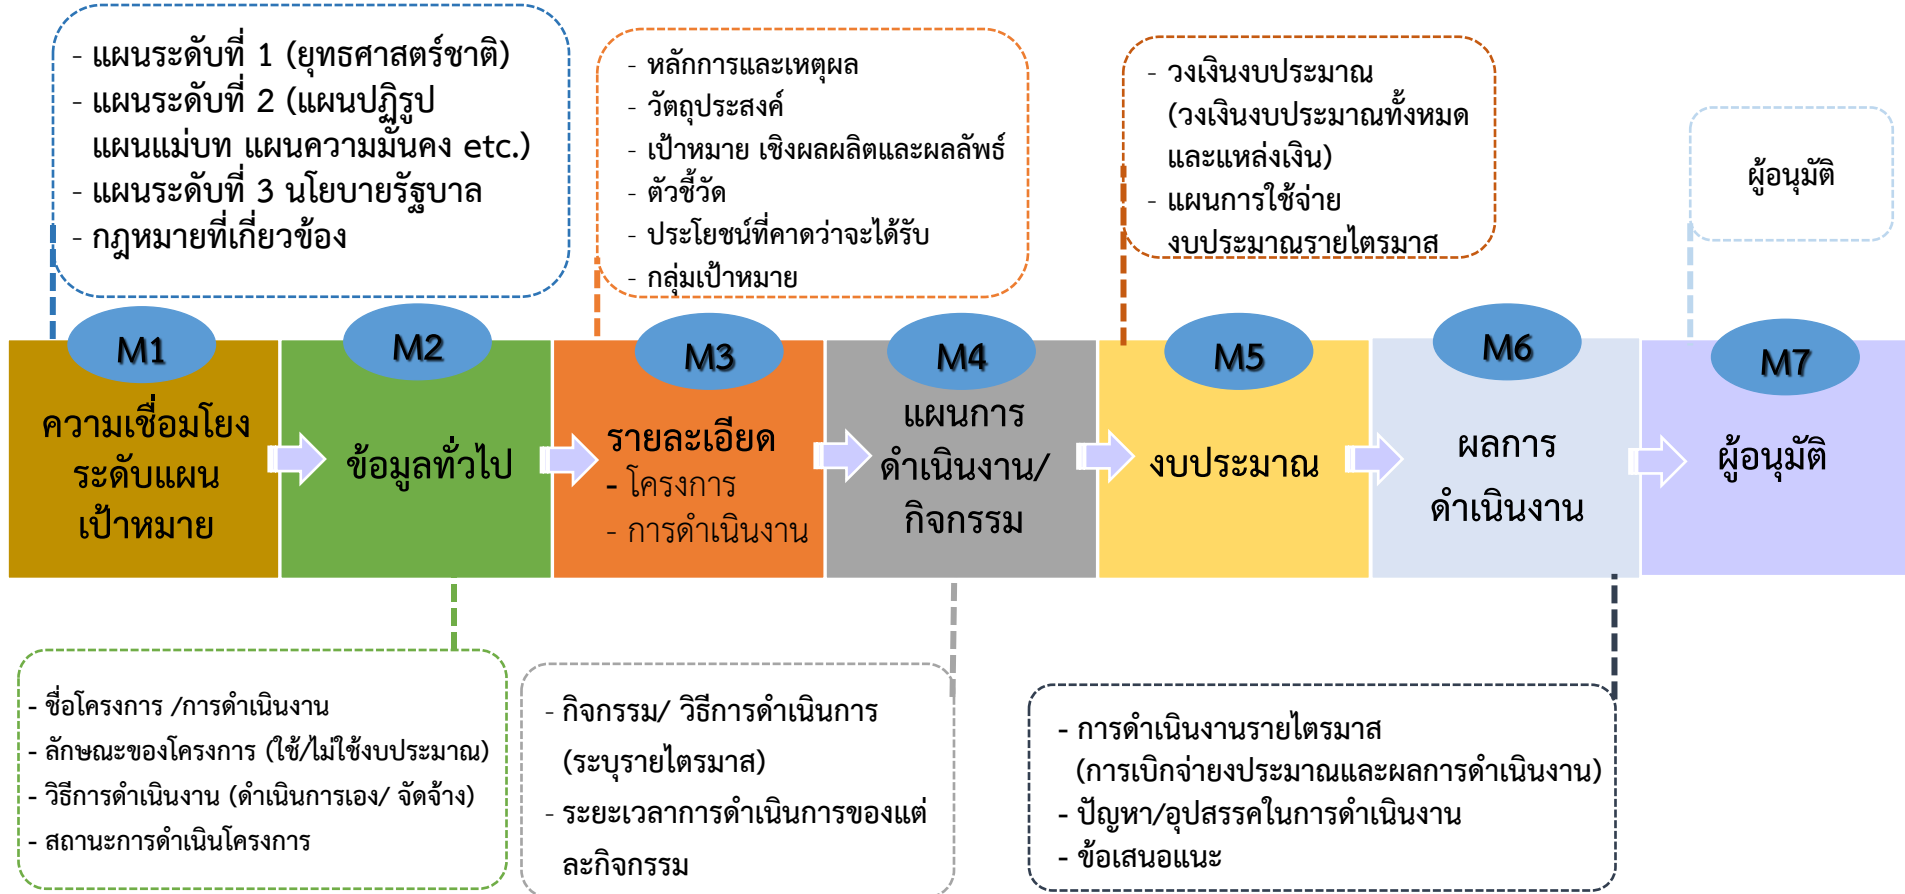 - แผนระดับที่ 1 (ยุทธศาสตร์ชาติ)
- แผนระดับที่ 2 (แผนปฏิรูป
แผนแม่บท แผนความมั่นคง etc.)
- แผนระดับที่ 3 นโยบายรัฐบาล
- กฎหมายที่เกี่ยวข้อง
- หลักการและเหตุผล
- วัตถุประสงค์
- เป้าหมาย เชิงผลผลิตและผลลัพธ์
- ตัวชี้วัด
- ประโยชน์ที่คาดว่าจะได้รับ
- กลุ่มเป้าหมาย
- วงเงินงบประมาณ
(วงเงินงบประมาณทั้งหมด
และแหล่งเงิน)
- แผนการใช้จ่าย
งบประมาณรายไตรมาส
ผู้อนุมัติ
M1
ความเชื่อมโยง
ระดับแผน
เป้าหมาย
M2
ข้อมูลทั่วไป
M3
รายละเอียด
- โครงการ
- การดำเนินงาน
M4
แผนการ
ดำเนินงาน/
กิจกรรม
M5
งบประมาณ
M6
ผลการ
ดำเนินงาน
M7
ผู้อนุมัติ
- ชื่อโครงการ /การดำเนินงาน
- ลักษณะของโครงการ (ใช้/ไม่ใช้งบประมาณ)
- วิธีการดำเนินงาน (ดำเนินการเอง/ จัดจ้าง)
- สถานะการดำเนินโครงการ
- กิจกรรม/ วิธีการดำเนินการ
(ระบุรายไตรมาส)
- ระยะเวลาการดำเนินการของแต่
ละกิจกรรม
- การดำเนินงานรายไตรมาส
(การเบิกจ่ายงประมาณและผลการดำเนินงาน)
- ปัญหา/อุปสรรคในการดำเนินงาน
- ข้อเสนอแนะ